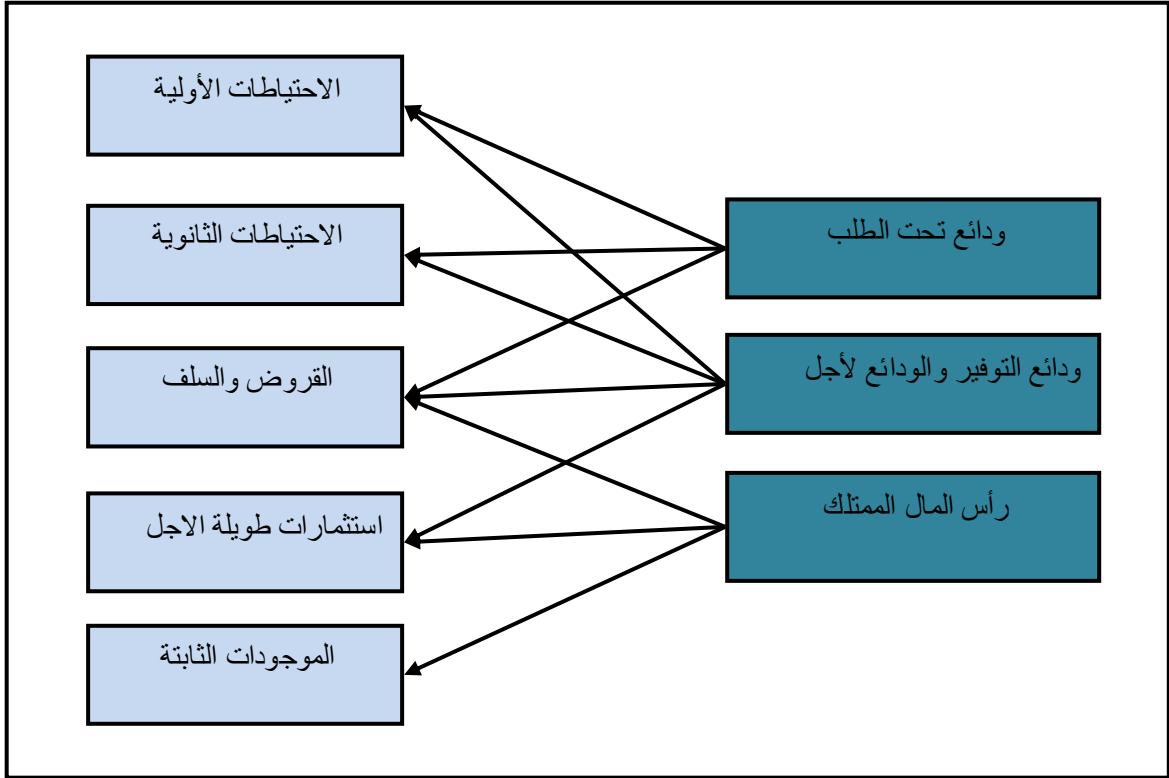 الاحتياطات الأولية
الاحتياطات الثانوية
القروض والسلف
استثمارات طويلة الاجل
الموجودات الثابتة
ودائع تحت الطلب
ودائع التوفير والودائع لأجل
رأس المال الممتلك